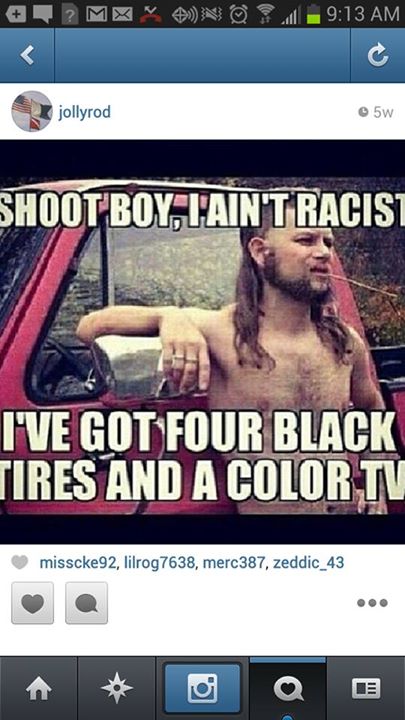 9:13 AM
jollyrod
5w
SHOOT BOY, I AIN'T RACIST
I'VE GOT FOUR BLACK
TIRES AND A COLOR TV
misscke92, lilrog7638, merc387, zeddic_43